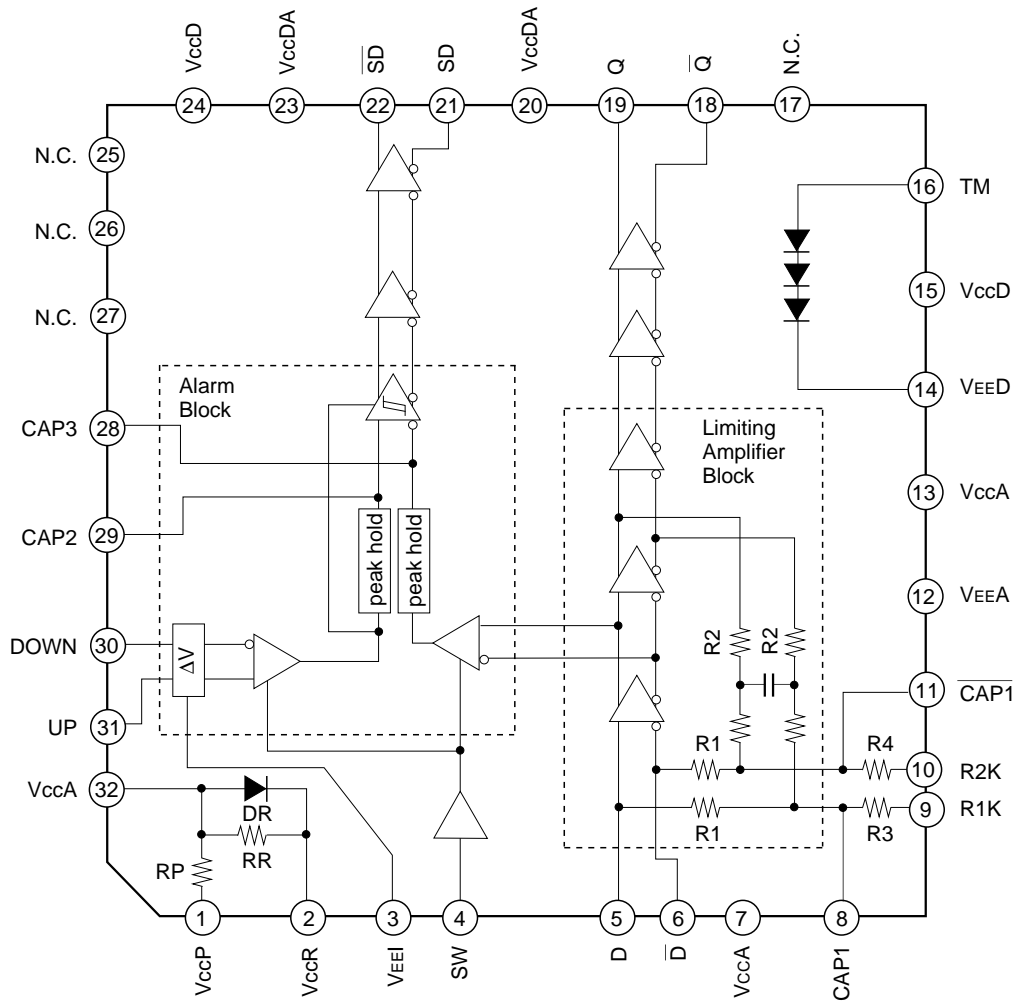 VccD
VccDA
SD
SD
VccDA
Q
Q
N.C.
24
23
22
21
20
19
18
17
N.C.
25
16
TM
N.C.
26
N.C.
27
15
VccD
14
VEED
Alarm
Block
Limiting
Amplifier
Block
CAP3
28
13
VccA
CAP2
29
peak hold
peak hold
12
VEEA
DOWN
30
ΔV
R2
R2
11
CAP1
UP
31
R1
R4
10
R2K
VccA
32
DR
R1
R3
9
R1K
RR
RP
1
2
3
4
5
6
7
8
VccP
VccR
VEEI
SW
D
D
VccA
CAP1